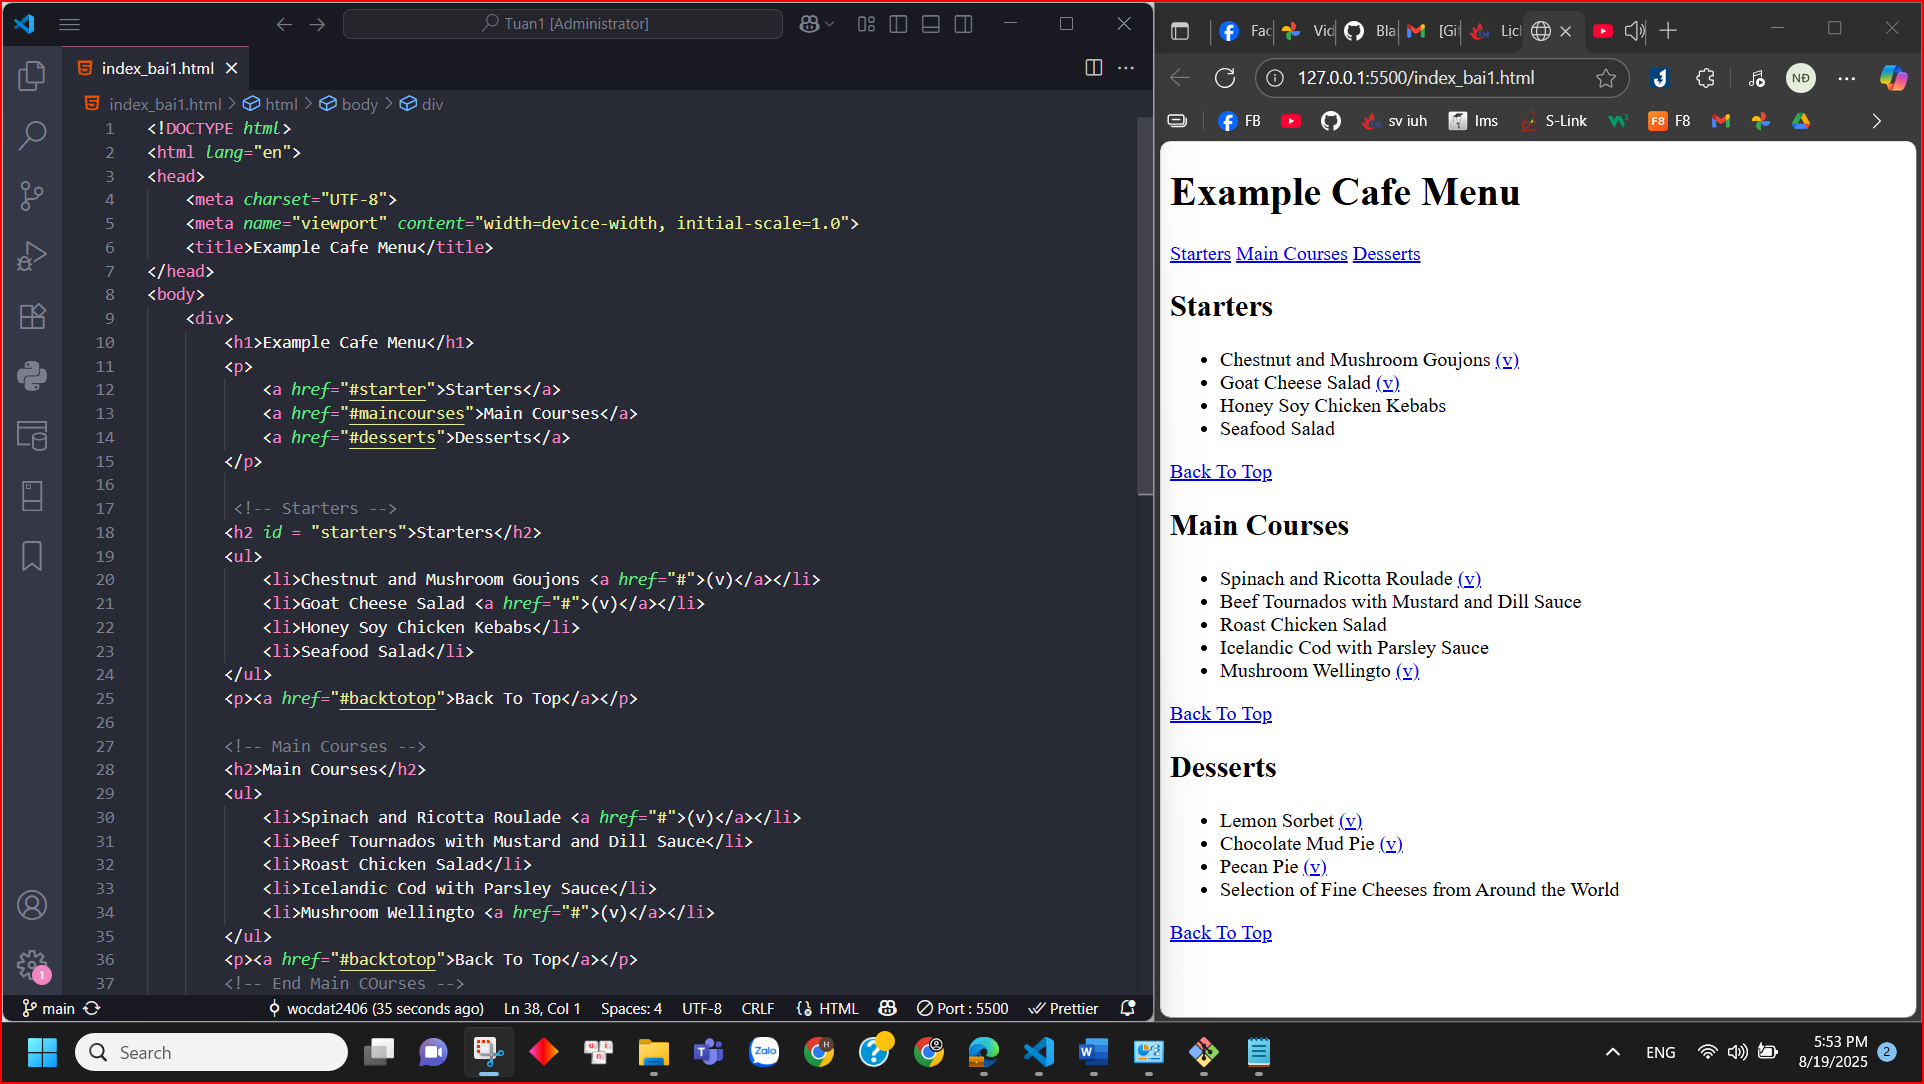 Tuan1 [Administrator]
index_bai1.html
index_bai1.html > html > body > div
1 <!DOCTYPE html>
2 <html lang="en">
3 <head>
4 <meta charset="UTF-8">
5 <meta name="viewport" content="width=device-width, initial-scale=1.0">
6 <title>Example Cafe Menu</title>
7 </head>
8 <body>
9 <div>
10 <h1>Example Cafe Menu</h1>
11 <p>
12 <a href="#starter">Starters</a>
13 <a href="#maincourses">Main Courses</a>
14 <a href="#desserts">Desserts</a>
15 </p>
16
17 <!-- Starters -->
18 <h2 id = "starters">Starters</h2>
19 <ul>
20 <li>Chestnut and Mushroom Goujons <a href="#">(v)</a></li>
21 <li>Goat Cheese Salad <a href="#">(v)</a></li>
22 <li>Honey Soy Chicken Kebabs</li>
23 <li>Seafood Salad</li>
24 </ul>
25 <p><a href="#backtotop">Back To Top</a></p>
26
27 <!-- Main Courses -->
28 <h2>Main Courses</h2>
29 <ul>
30 <li>Spinach and Ricotta Roulade <a href="#">(v)</a></li>
31 <li>Beef Tournados with Mustard and Dill Sauce</li>
32 <li>Roast Chicken Salad</li>
33 <li>Icelandic Cod with Parsley Sauce</li>
34 <li>Mushroom Wellingto <a href="#">(v)</a></li>
35 </ul>
36 <p><a href="#backtotop">Back To Top</a></p>
37 <!-- End Main COurses -->
1
main wocdat2406 (35 seconds ago) Ln 38, Col 1 Spaces: 4 UTF-8 CRLF HTML Port : 5500 Prettier
Fac Vid Bla [Gi Lịch
127.0.0.1:5500/index_bai1.html NĐ
FB sv iuh lms S-Link F8 F8
Example Cafe Menu
Starters Main Courses Desserts
Starters
• Chestnut and Mushroom Goujons (v)
• Goat Cheese Salad (v)
• Honey Soy Chicken Kebabs
• Seafood Salad
Back To Top
Main Courses
• Spinach and Ricotta Roulade (v)
• Beef Tournados with Mustard and Dill Sauce
• Roast Chicken Salad
• Icelandic Cod with Parsley Sauce
• Mushroom Wellingto (v)
Back To Top
Desserts
• Lemon Sorbet (v)
• Chocolate Mud Pie (v)
• Pecan Pie (v)
• Selection of Fine Cheeses from Around the World
Back To Top
Search Zalo ENG 5:53 PM
8/19/2025 2